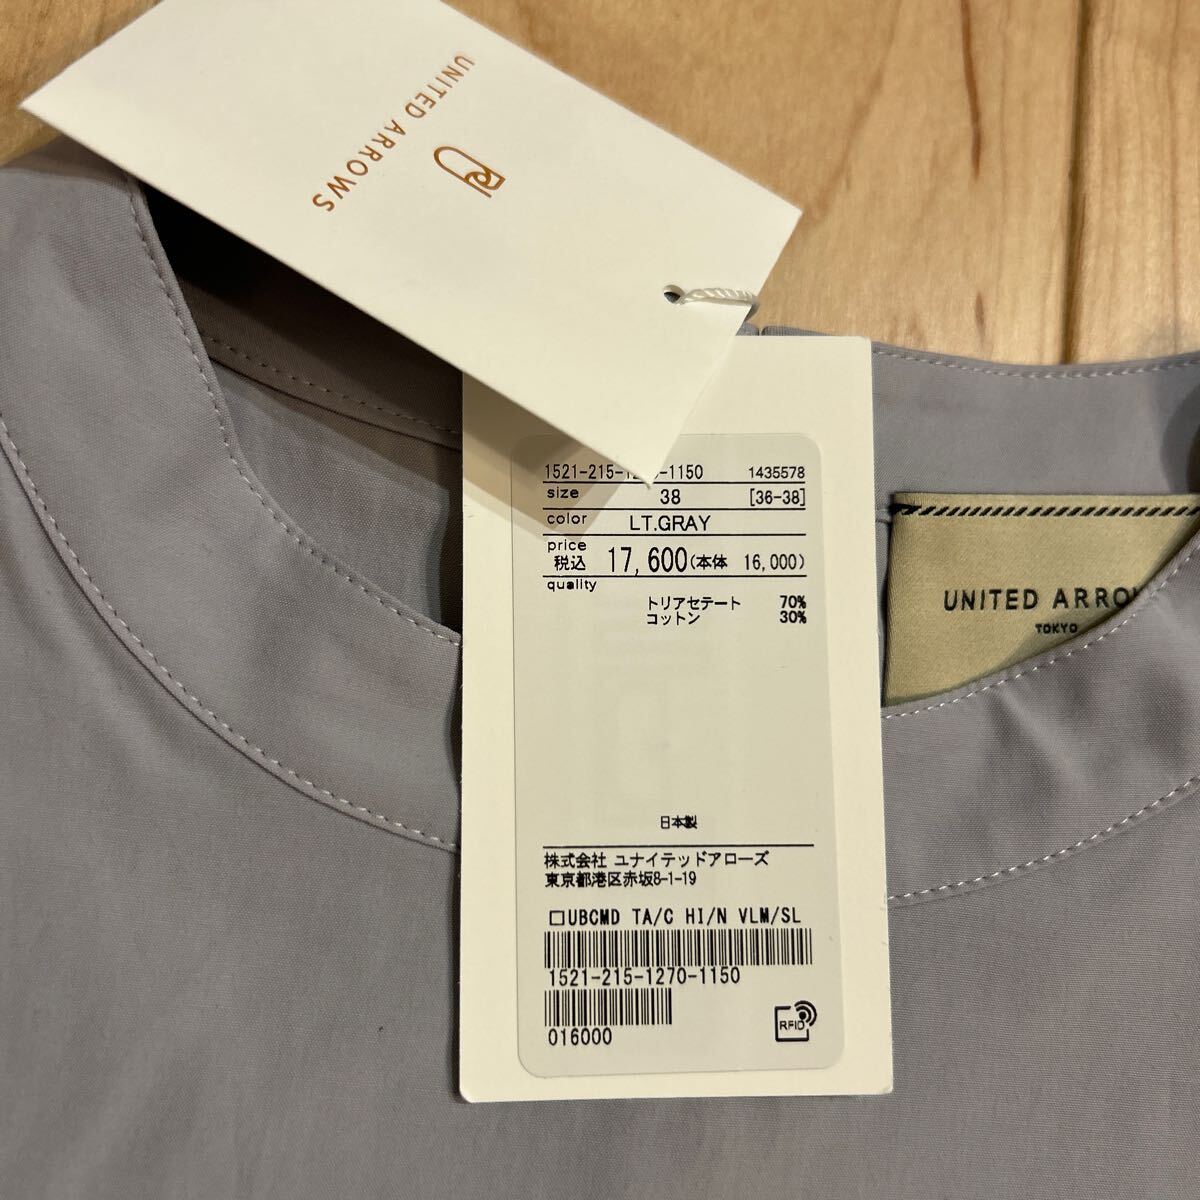 UNITED ARROWS
1521-215-1270-1150 1435578
size 38 [36-38]
color LT.GRAY
price
税込 17,600(本体 16,000)
quality
トリアセテート 70%
コットン 30%
日本製
株式会社 ユナイテッドアローズ
東京都港区赤坂8-1-19
□UBCMD TA/C HI/N VLM/SL
1521-215-1270-1150
016000
RFID
UNITED ARROW
TOKYO